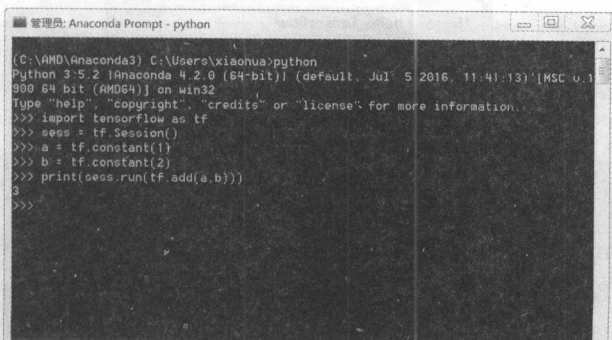 管理员: Anaconda Prompt - python
(C:\AMD\Anaconda3) C:\Users\xiaohua>python
Python 3.5.2 |Anaconda 4.2.0 (64-bit)| (default, Jul  5 2016, 11:41:13) [MSC v.1
900 64 bit (AMD64)] on win32
Type "help", "copyright", "credits" or "license" for more information.
>>> import tensorflow as tf
>>> sess = tf.Session()
>>> a = tf.constant(1)
>>> b = tf.constant(2)
>>> print(sess.run(tf.add(a,b)))
3
>>>